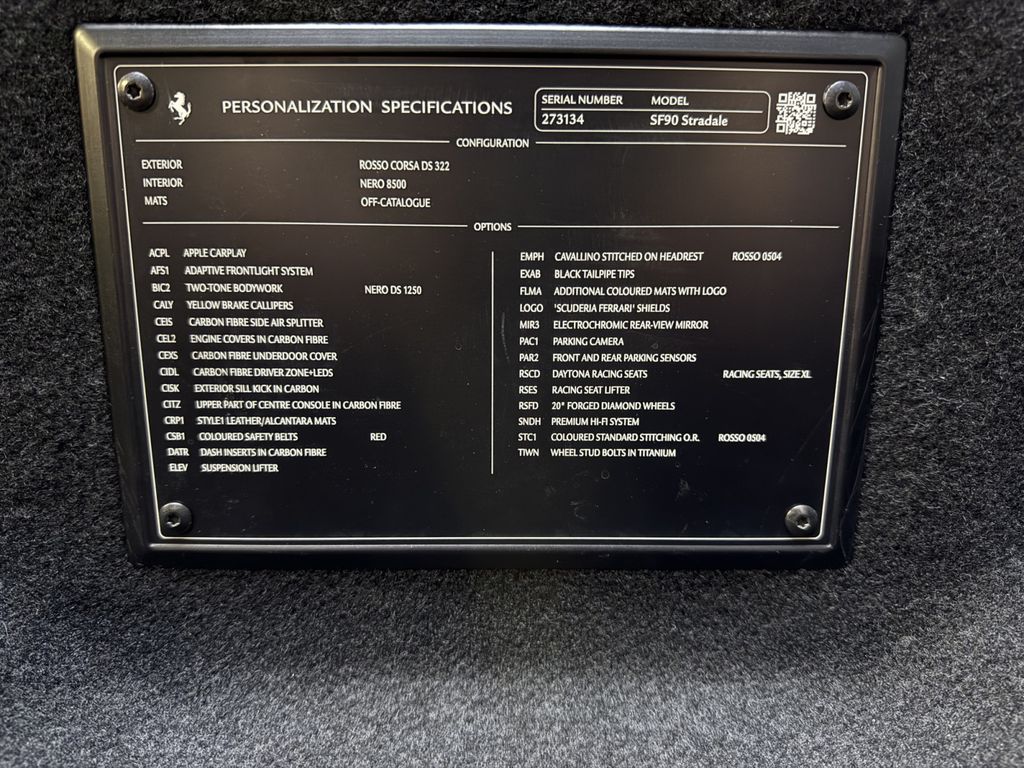 PERSONALIZATION SPECIFICATIONS
SERIAL NUMBER MODEL
273134 SF90 Stradale
CONFIGURATION
EXTERIOR ROSSO CORSA DS 322
INTERIOR NERO 8500
MATS OFF-CATALOGUE
OPTIONS
ACPL APPLE CARPLAY
AFS1 ADAPTIVE FRONTLIGHT SYSTEM
BIC2 TWO-TONE BODYWORK NERO DS 1250
CALY YELLOW BRAKE CALLIPERS
CEIS CARBON FIBRE SIDE AIR SPLITTER
CEL2 ENGINE COVERS IN CARBON FIBRE
CEXS CARBON FIBRE UNDERDOOR COVER
CIDL CARBON FIBRE DRIVER ZONE+LEDS
CISK EXTERIOR SILL KICK IN CARBON
CITZ UPPER PART OF CENTRE CONSOLE IN CARBON FIBRE
CRP1 STYLE1 LEATHER/ALCANTARA MATS
CSB1 COLOURED SAFETY BELTS RED
DATR DASH INSERTS IN CARBON FIBRE
ELEV SUSPENSION LIFTER
EMPH CAVALLINO STITCHED ON HEADREST ROSSO 0504
EXAB BLACK TAILPIPE TIPS
FLMA ADDITIONAL COLOURED MATS WITH LOGO
LOGO 'SCUDERIA FERRARI' SHIELDS
MIR3 ELECTROCHROMIC REAR-VIEW MIRROR
PAC1 PARKING CAMERA
PAR2 FRONT AND REAR PARKING SENSORS
RSCD DAYTONA RACING SEATS RACING SEATS, SIZE XL
RSES RACING SEAT LIFTER
RSFD 20" FORGED DIAMOND WHEELS
SNDH PREMIUM HI-FI SYSTEM
STC1 COLOURED STANDARD STITCHING O.R. ROSSO 0504
TIWN WHEEL STUD BOLTS IN TITANIUM